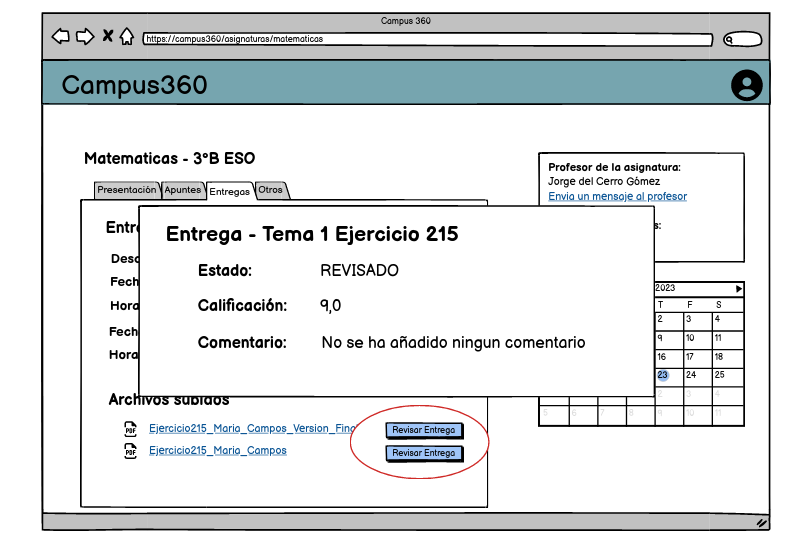 Campus 360
https://campus360/asignaturas/matematicas
Campus360
Matematicas - 3ºB ESO
Presentación Apuntes Entregas Otros
Profesor de la asignatura:
Jorge del Cerro Gómez
Envia un mensaje al profesor
s:
Entre
Entrega - Tema 1 Ejercicio 215
Desc
Estado: REVISADO
Fech
Hora
Calificación: 9,0
Fech
Hora
Comentario: No se ha añadido ningun comentario
2023
T F S
2 3 4
9 10 11
16 17 18
23 24 25
2 3 4
5 6 7 8 9 10 11
Archivos subidos
PDF Ejercicio215_Maria_Campos_Version_Final Revisar Entrega
PDF Ejercicio215_Maria_Campos Revisar Entrega